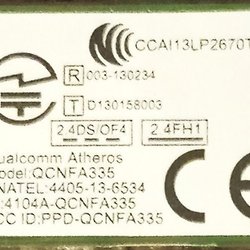 CCAI13LP2670T
R 003-130234
T D130158003
2.4DS/OF4 2.4FH1
ualcomm Atheros
odel:QCNFA335
NATEL:4405-13-6534
:4104A-QCNFA335
CC ID:PPD-QCNFA335
CE